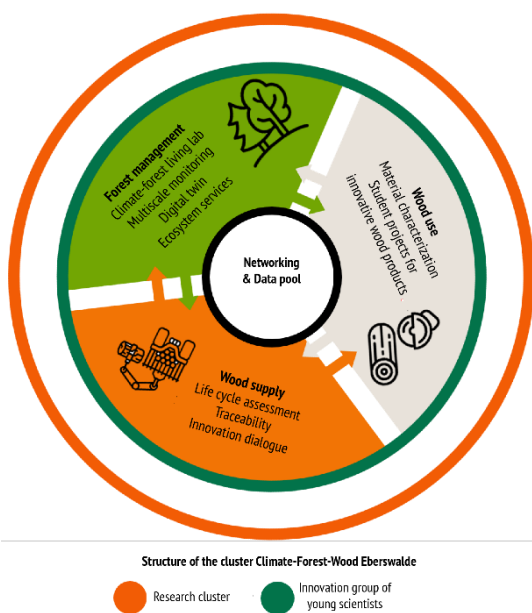 Forest management
Climate-forest living lab
Multiscale monitoring
Digital twin
Ecosystem services
Wood use
Material characterization
Student projects for
innovative wood products
Networking
& Data pool
Wood supply
Life cycle assessment
Traceability
Innovation dialogue
Structure of the cluster Climate-Forest-Wood Eberswalde
Research cluster
Innovation group of
young scientists